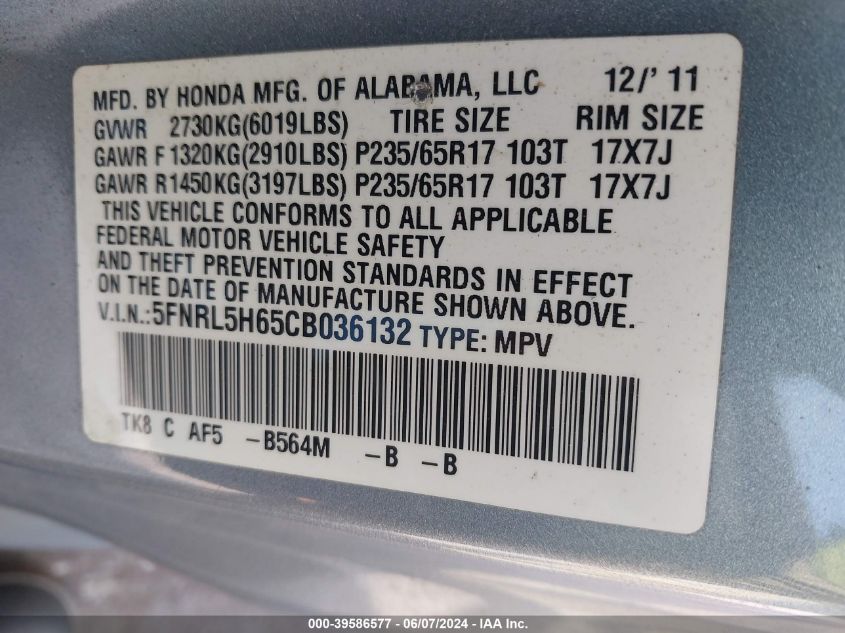 MFD. BY HONDA MFG. OF ALABAMA, LLC 12/' 11
GVWR 2730KG(6019LBS) TIRE SIZE RIM SIZE
GAWR F 1320KG(2910LBS) P235/65R17 103T 17X7J
GAWR R1450KG(3197LBS) P235/65R17 103T 17X7J
THIS VEHICLE CONFORMS TO ALL APPLICABLE
FEDERAL MOTOR VEHICLE SAFETY
AND THEFT PREVENTION STANDARDS IN EFFECT
ON THE DATE OF MANUFACTURE SHOWN ABOVE.
V.I.N.:5FNRL5H65CB036132 TYPE: MPV
TK8 C AF5 -B564M -B -B
000-39586577 - 06/07/2024 - IAA Inc.